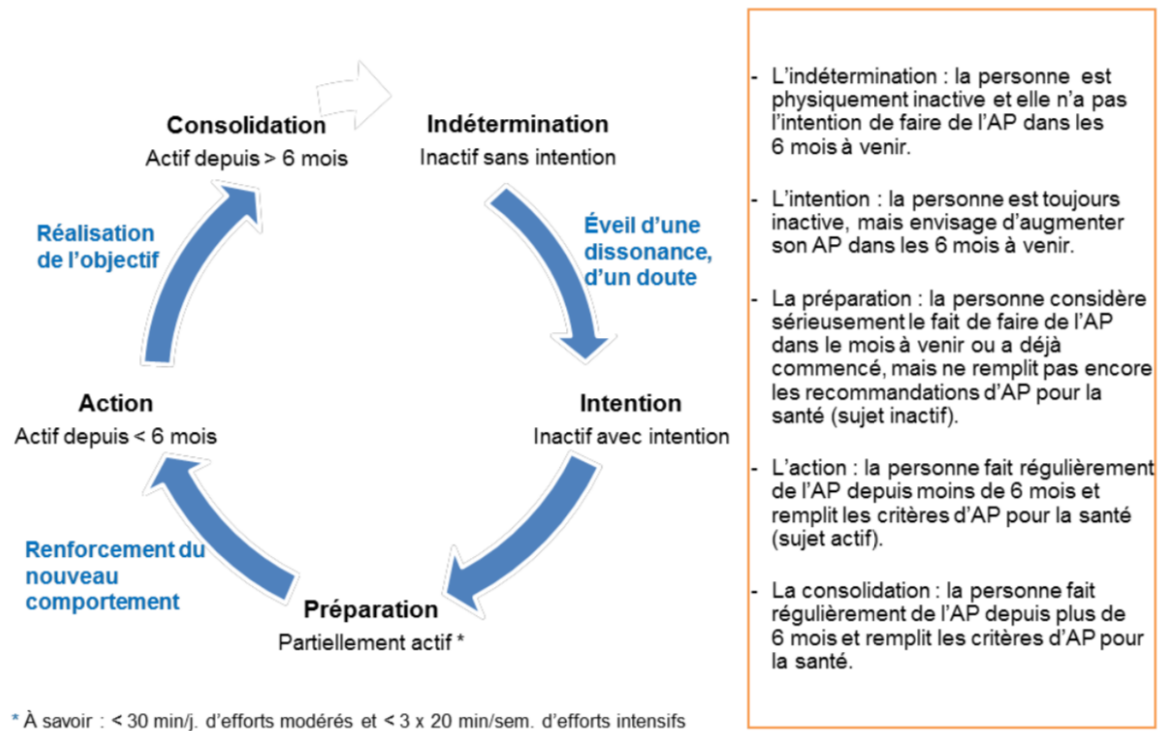 Consolidation
Actif depuis > 6 mois
Indétermination
Inactif sans intention
Réalisation
de l'objectif
Éveil d'une
dissonance,
d'un doute
Action
Actif depuis < 6 mois
Intention
Inactif avec intention
Renforcement du
nouveau
comportement
Préparation
Partiellement actif *
* À savoir : < 30 min/j. d'efforts modérés et < 3 x 20 min/sem. d'efforts intensifs
- L'indétermination : la personne est
physiquement inactive et elle n'a pas
l'intention de faire de l'AP dans les
6 mois à venir.
- L'intention : la personne est toujours
inactive, mais envisage d'augmenter
son AP dans les 6 mois à venir.
- La préparation : la personne considère
sérieusement le fait de faire de l'AP
dans le mois à venir ou a déjà
commencé, mais ne remplit pas encore
les recommandations d'AP pour la
santé (sujet inactif).
- L'action : la personne fait régulièrement
de l'AP depuis moins de 6 mois et
remplit les critères d'AP pour la santé
(sujet actif).
- La consolidation : la personne fait
régulièrement de l'AP depuis plus de
6 mois et remplit les critères d'AP pour
la santé.